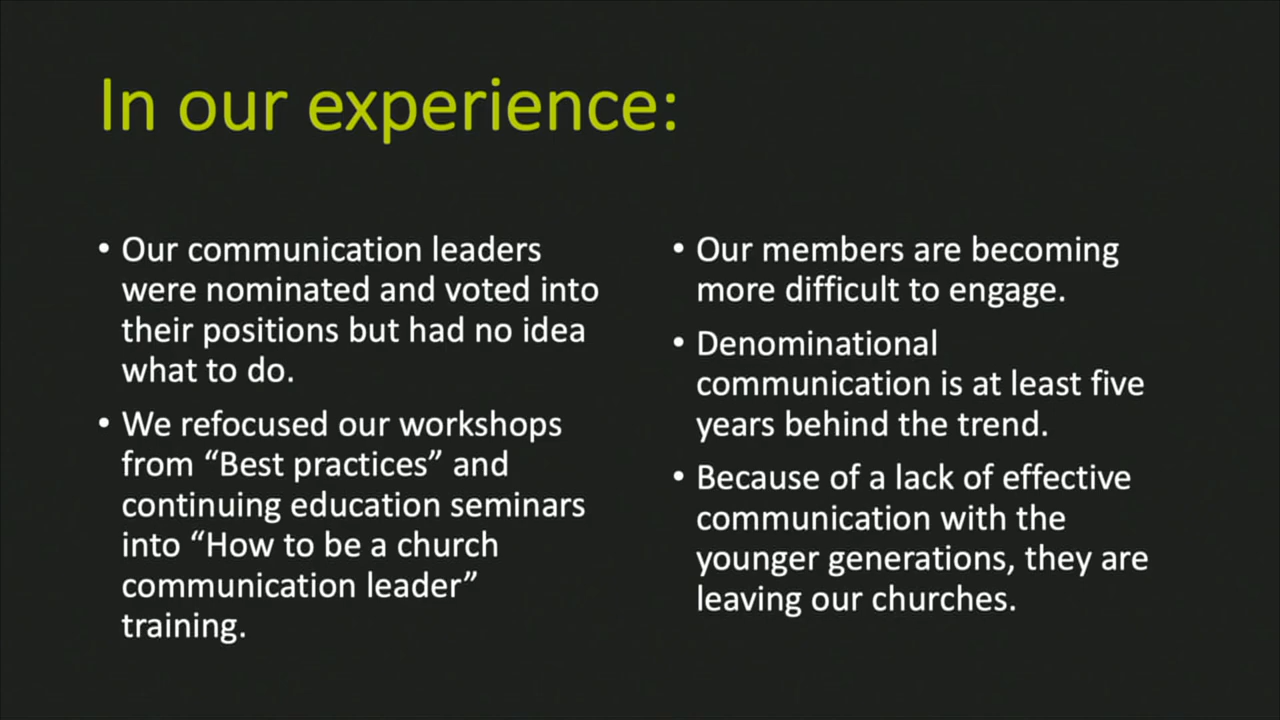 In our experience:
• Our communication leaders
were nominated and voted into
their positions but had no idea
what to do.
• We refocused our workshops
from “Best practices” and
continuing education seminars
into “How to be a church
communication leader”
training.
• Our members are becoming
more difficult to engage.
• Denominational
communication is at least five
years behind the trend.
• Because of a lack of effective
communication with the
younger generations, they are
leaving our churches.